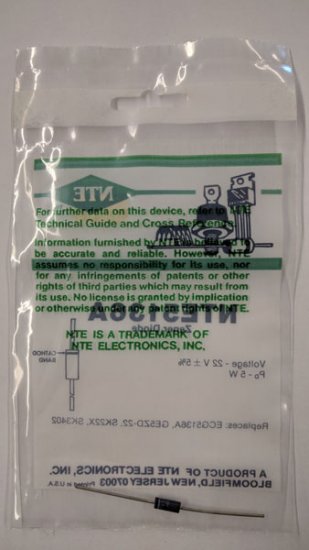 NTE
For further data on this device, refer to NTE
Technical Guide and Cross Reference.
Information furnished by NTE is believed to
be accurate and reliable. However, NTE
assumes no responsibility for its use, nor
for any infringements of patents or other
rights of third parties which may result from
its use. No license is granted by implication
or otherwise under any patent rights of NTE.
NTE5136A
Zener Diode
NTE IS A TRADEMARK OF
NTE ELECTRONICS, INC.
CATHODE
BAND
Voltage - 22 V ± 5%
PD - 5 W
Replaces: ECG5136A, GE5ZD-22, SK22X, SK3402
A PRODUCT OF NTE ELECTRONICS, INC.
BLOOMFIELD, NEW JERSEY 07003 Printed in U.S.A.